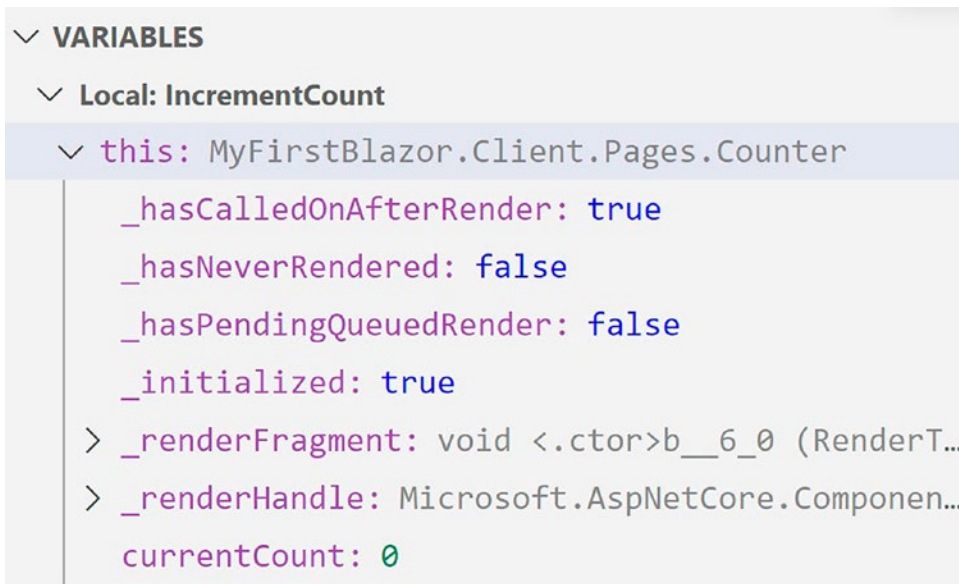 VARIABLES
Local: IncrementCount
this: MyFirstBlazor.Client.Pages.Counter
_hasCalledOnAfterRender: true
_hasNeverRendered: false
_hasPendingQueuedRender: false
_initialized: true
_renderFragment: void <.ctor>b__6_0 (RenderT…
_renderHandle: Microsoft.AspNetCore.Componen…
currentCount: 0